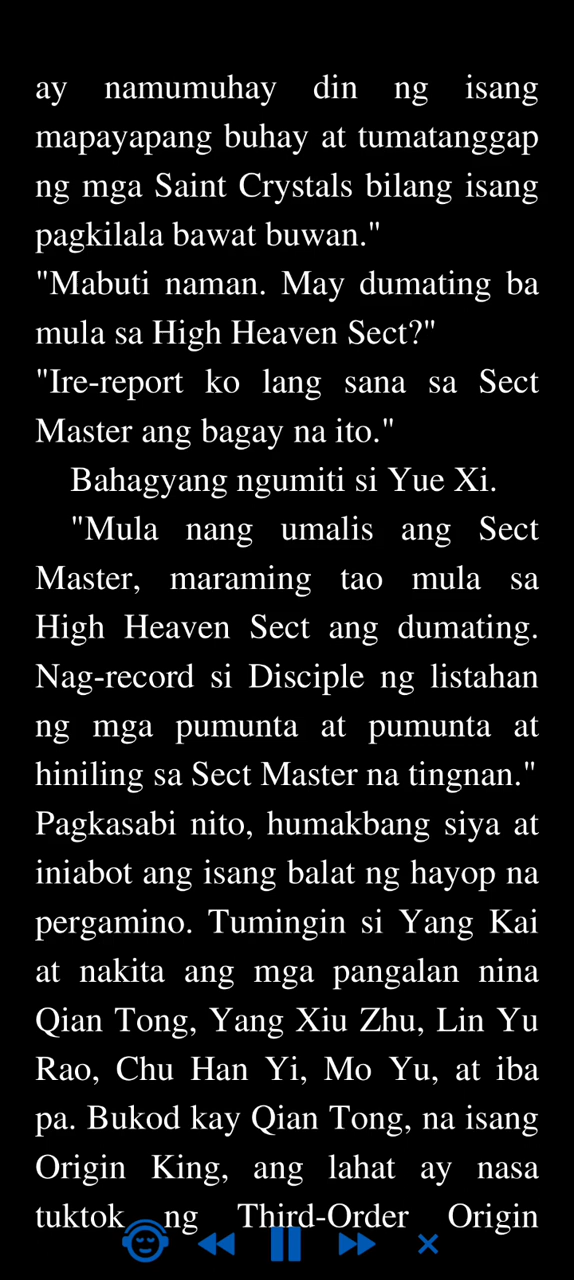 ay namumuhay din ng isang
mapayapang buhay at tumatanggap
ng mga Saint Crystals bilang isang
pagkilala bawat buwan."
"Mabuti naman. May dumating ba
mula sa High Heaven Sect?"
"Ire-report ko lang sana sa Sect
Master ang bagay na ito."
Bahagyang ngumiti si Yue Xi.
"Mula nang umalis ang Sect
Master, maraming tao mula sa
High Heaven Sect ang dumating.
Nag-record si Disciple ng listahan
ng mga pumunta at pumunta at
hiniling sa Sect Master na tingnan."
Pagkasabi nito, humakbang siya at
iniabot ang isang balat ng hayop na
pergamino. Tumingin si Yang Kai
at nakita ang mga pangalan nina
Qian Tong, Yang Xiu Zhu, Lin Yu
Rao, Chu Han Yi, Mo Yu, at iba
pa. Bukod kay Qian Tong, na isang
Origin King, ang lahat ay nasa
tuktok ng Third-Order Origin